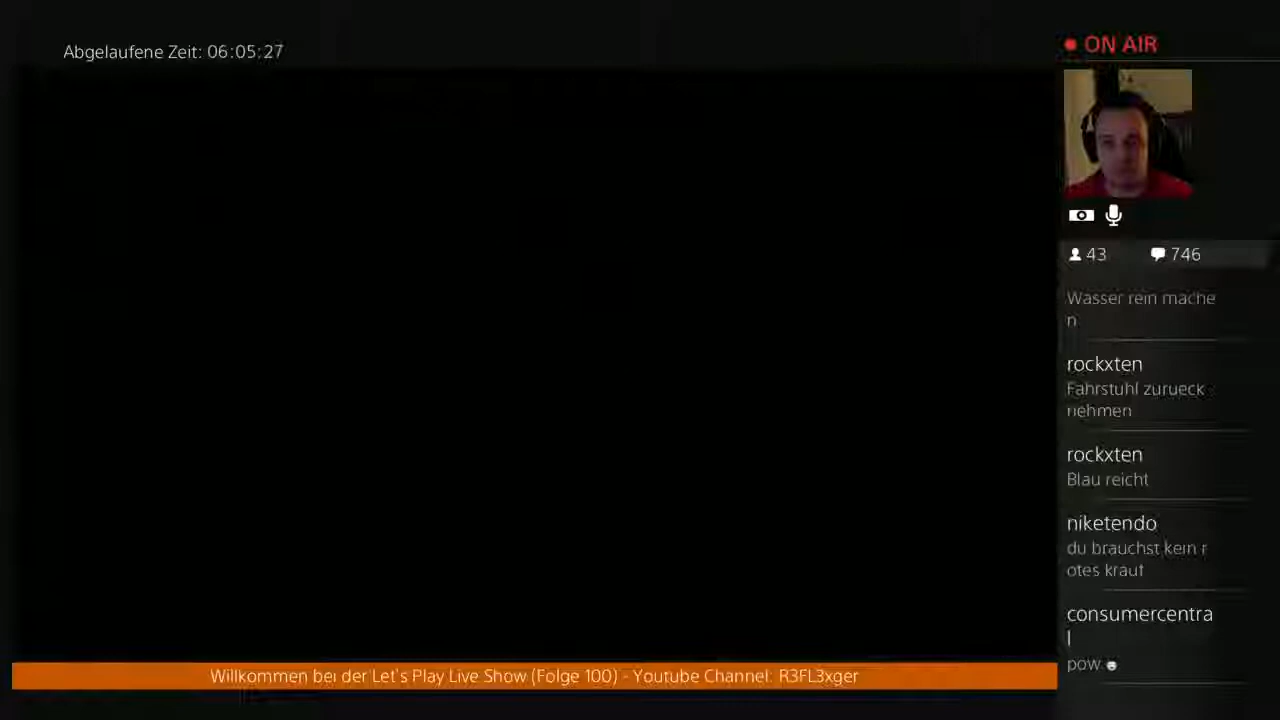 Abgelaufene Zeit: 06:05:27
ON AIR
43 746
Wasser rein mache
n
rockxten
Fahrstuhl zurueck
nehmen
rockxten
Blau reicht
niketendo
du brauchst kein r
otes kraut
consumercentra
l
pow
Willkommen bei der Let's Play Live Show (Folge 100) - Youtube Channel: R3FL3xger